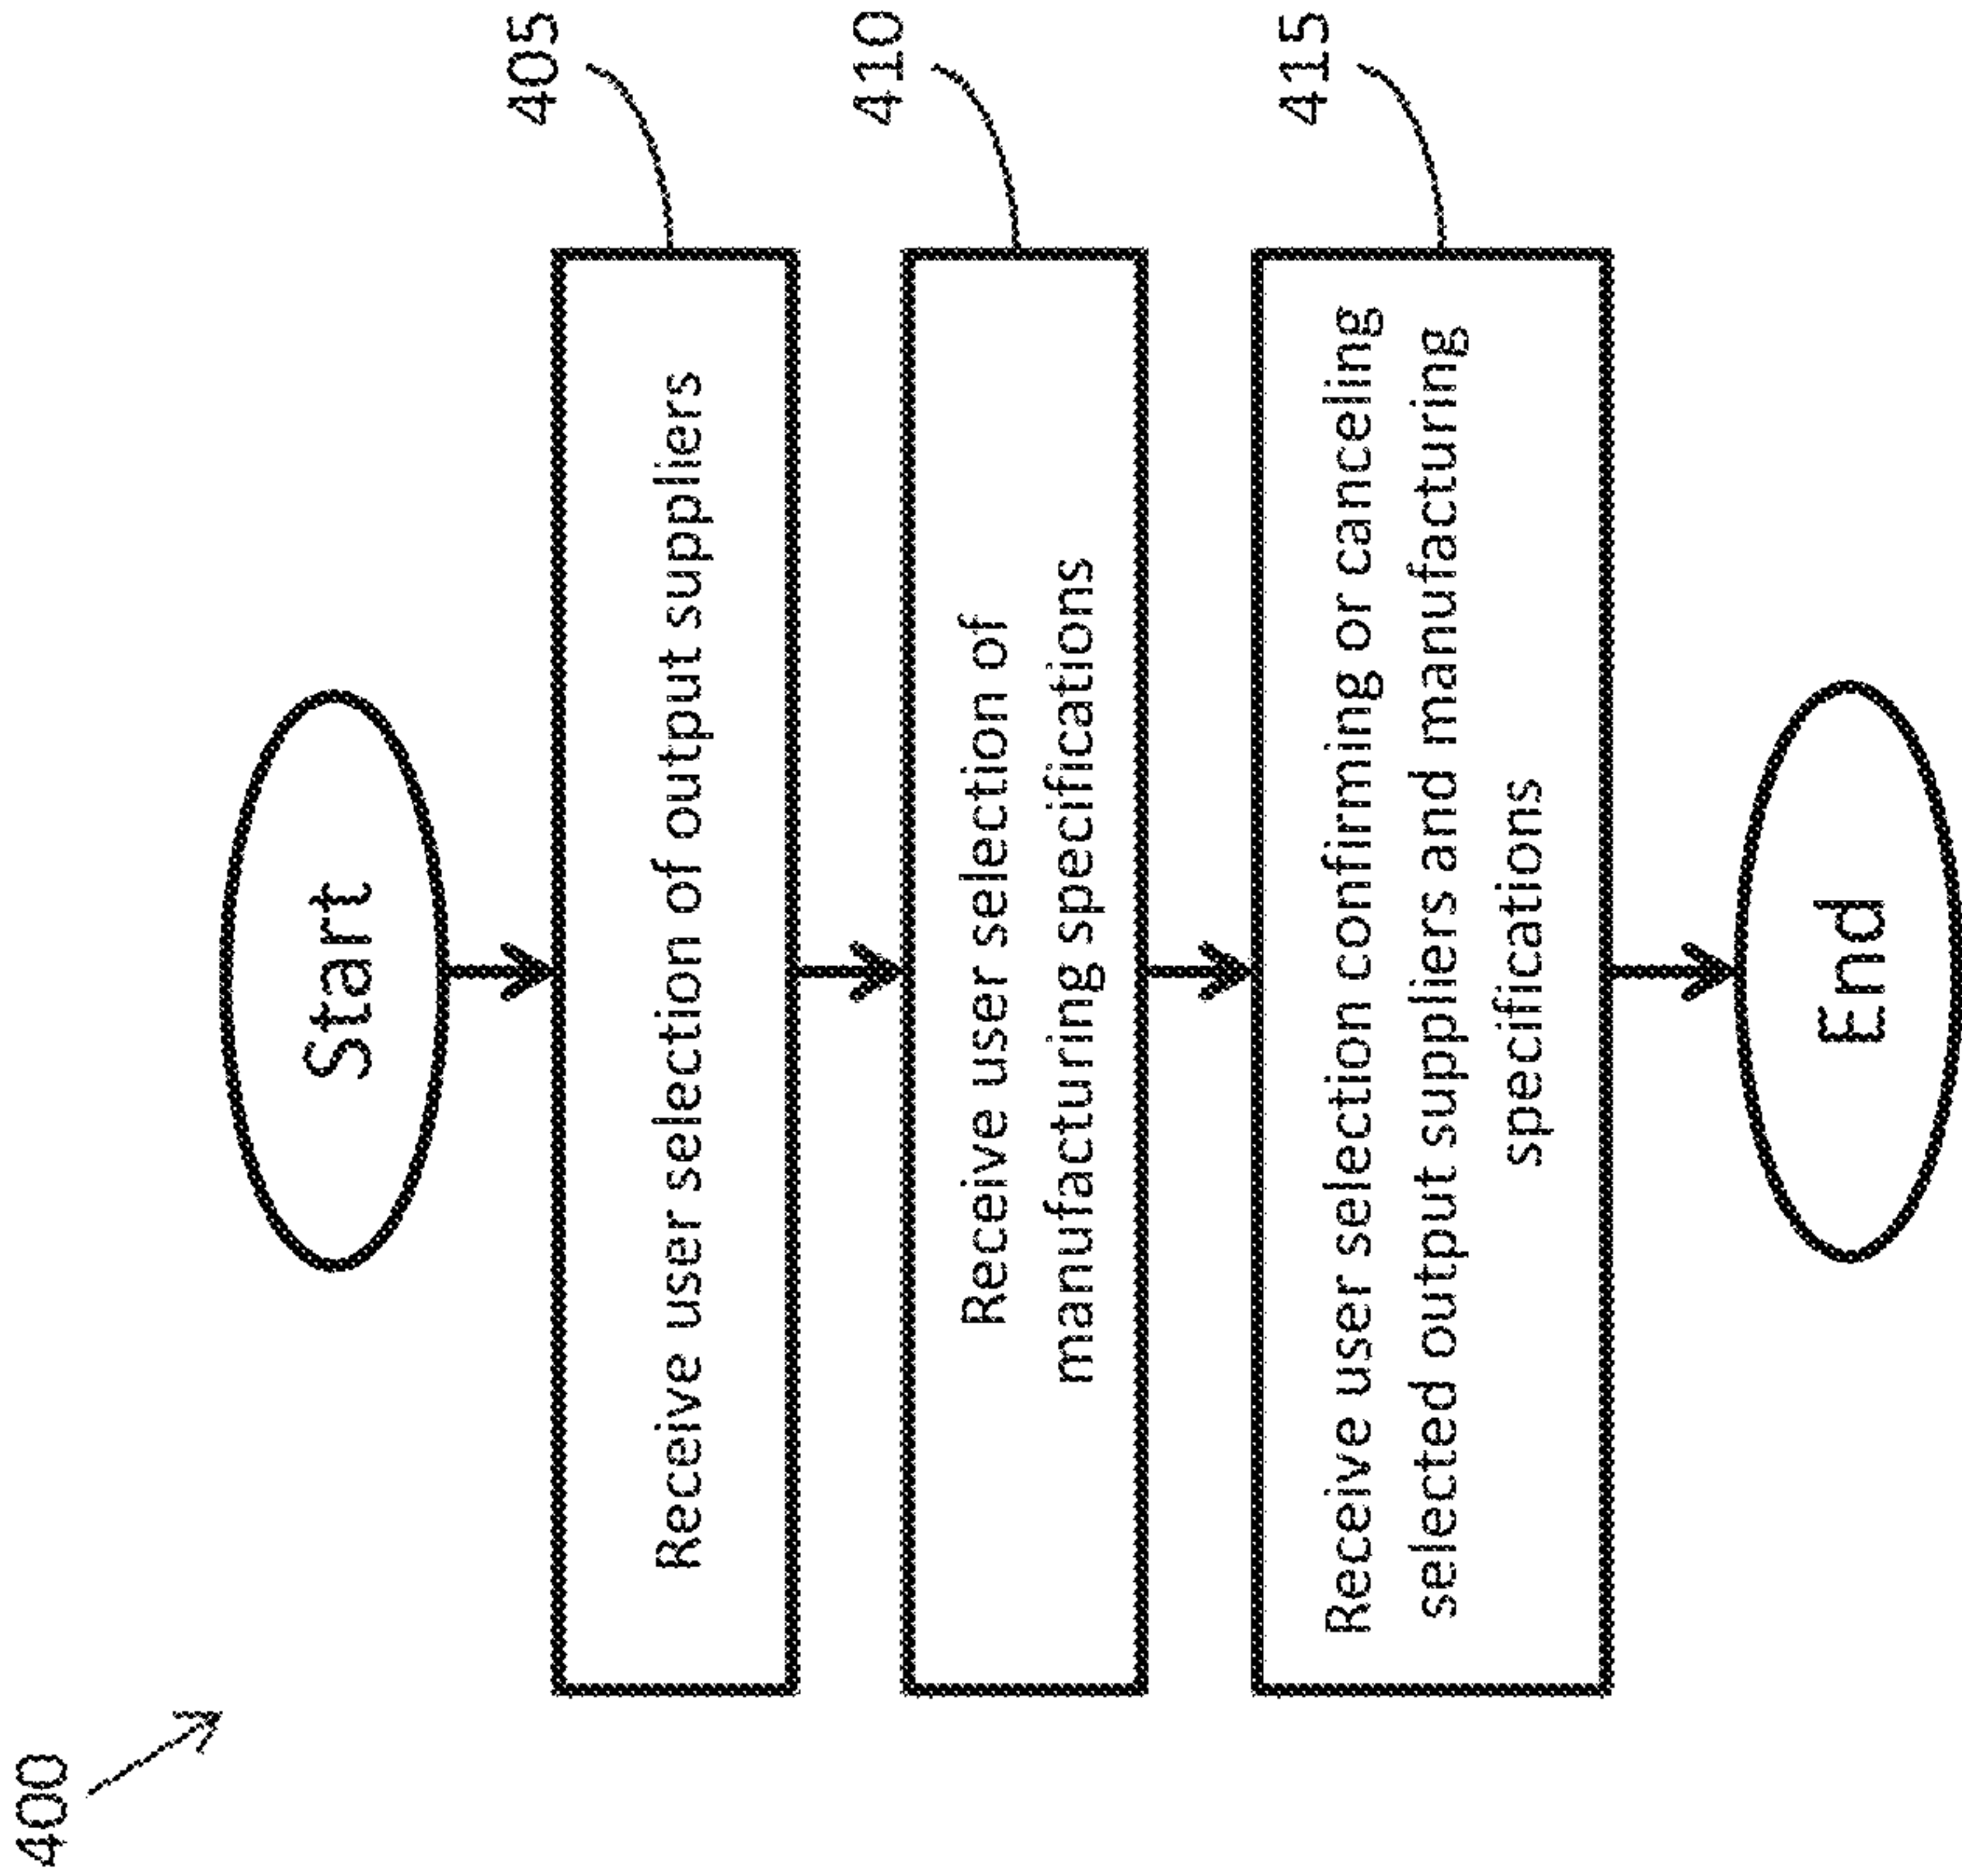 400
Start
Receive user selection of output suppliers
405
Receive user selection of
manufacturing specifications
410
Receive user selection confirming or canceling
selected output suppliers and manufacturing
specifications
415
End